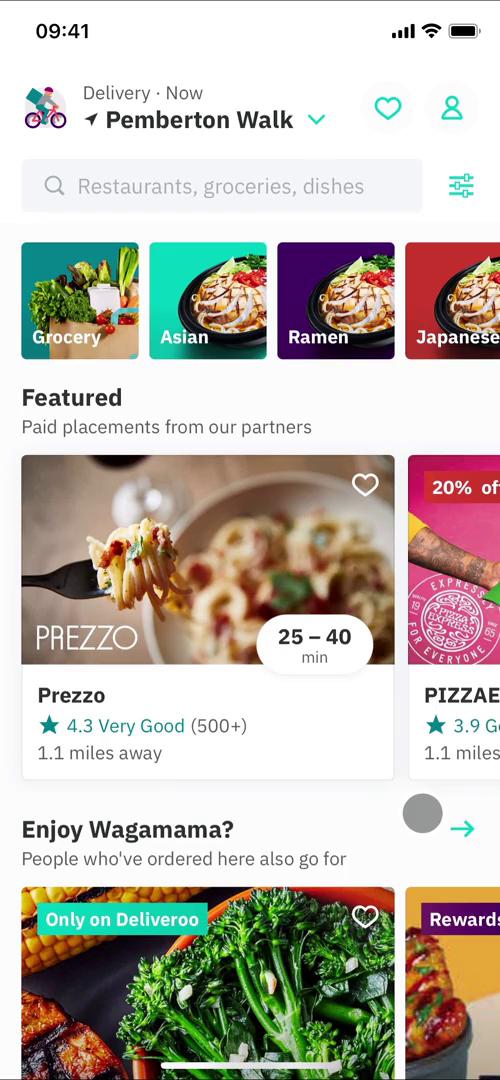 09:41
Delivery · Now
Pemberton Walk
Restaurants, groceries, dishes
Grocery
Asian
Ramen
Japanese
Featured
Paid placements from our partners
20% of
PREZZO
25 – 40
min
EXPRESS
PIZZA
EXPRESS
FOR EVERYONE
Prezzo
4.3 Very Good (500+)
1.1 miles away
PIZZAE
3.9 Go
1.1 miles
Enjoy Wagamama?
People who've ordered here also go for
Only on Deliveroo
Rewards